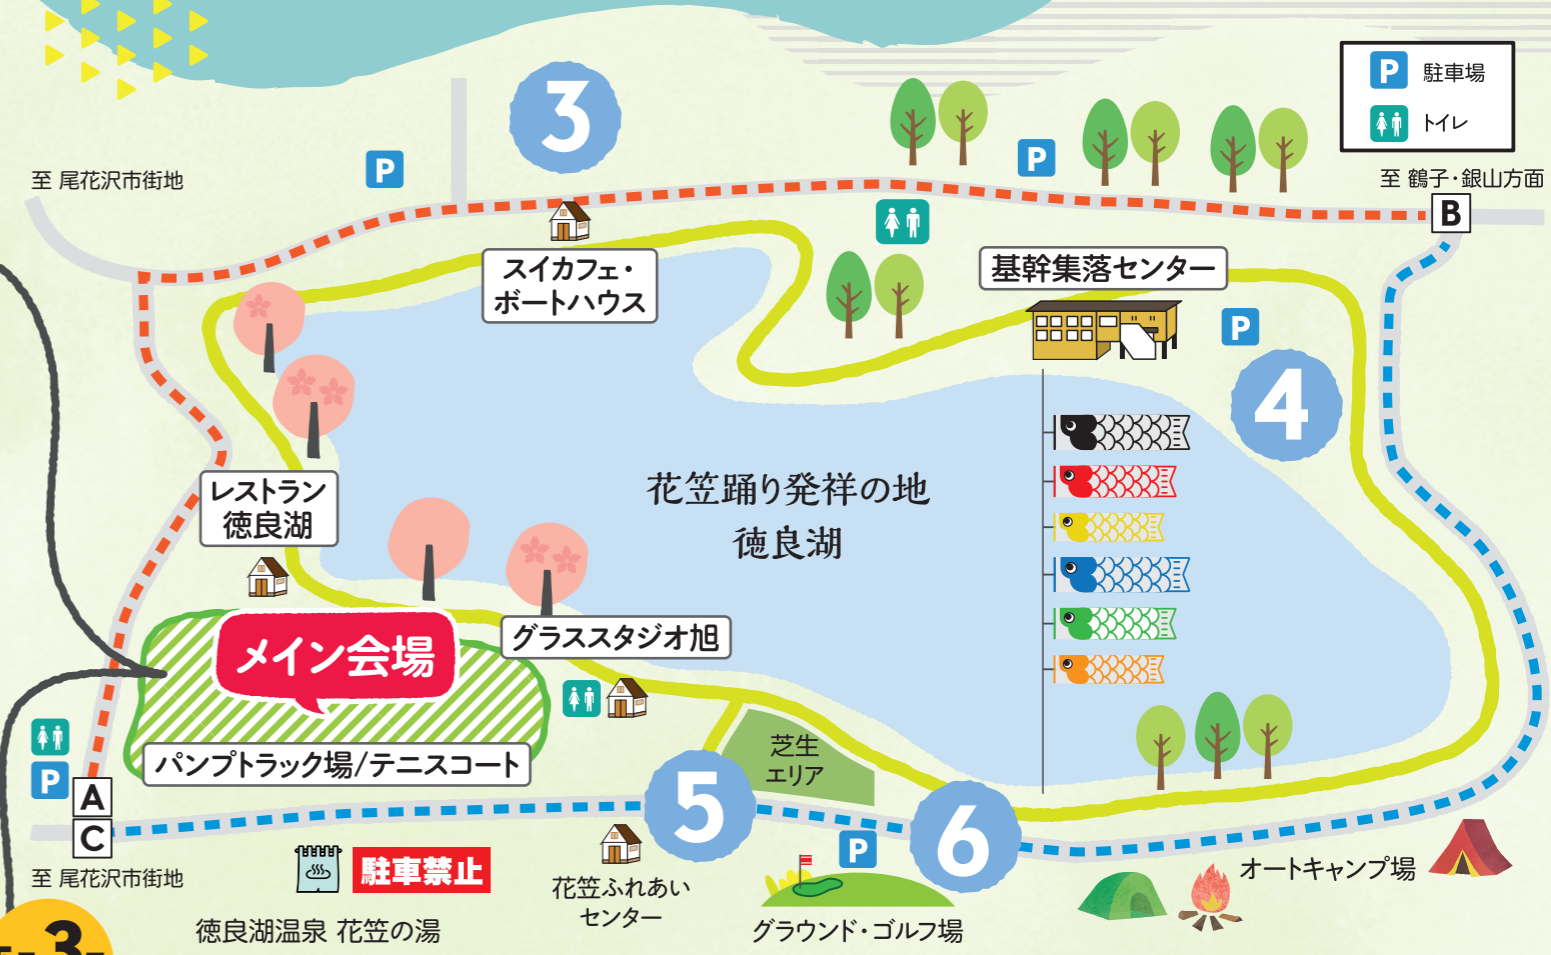 P 駐車場
トイレ
3
P
P
至 尾花沢市街地
至 鶴子・銀山方面
B
スイカフェ・
ボートハウス
基幹集落センター
P
4
レストラン
徳良湖
花笠踊り発祥の地
徳良湖
メイン会場
グラススタジオ旭
パンプトラック場/テニスコート
芝生
エリア
P
A
C
5
6
P
至 尾花沢市街地
駐車禁止
徳良湖温泉 花笠の湯
花笠ふれあい
センター
グラウンド・ゴルフ場
オートキャンプ場
3